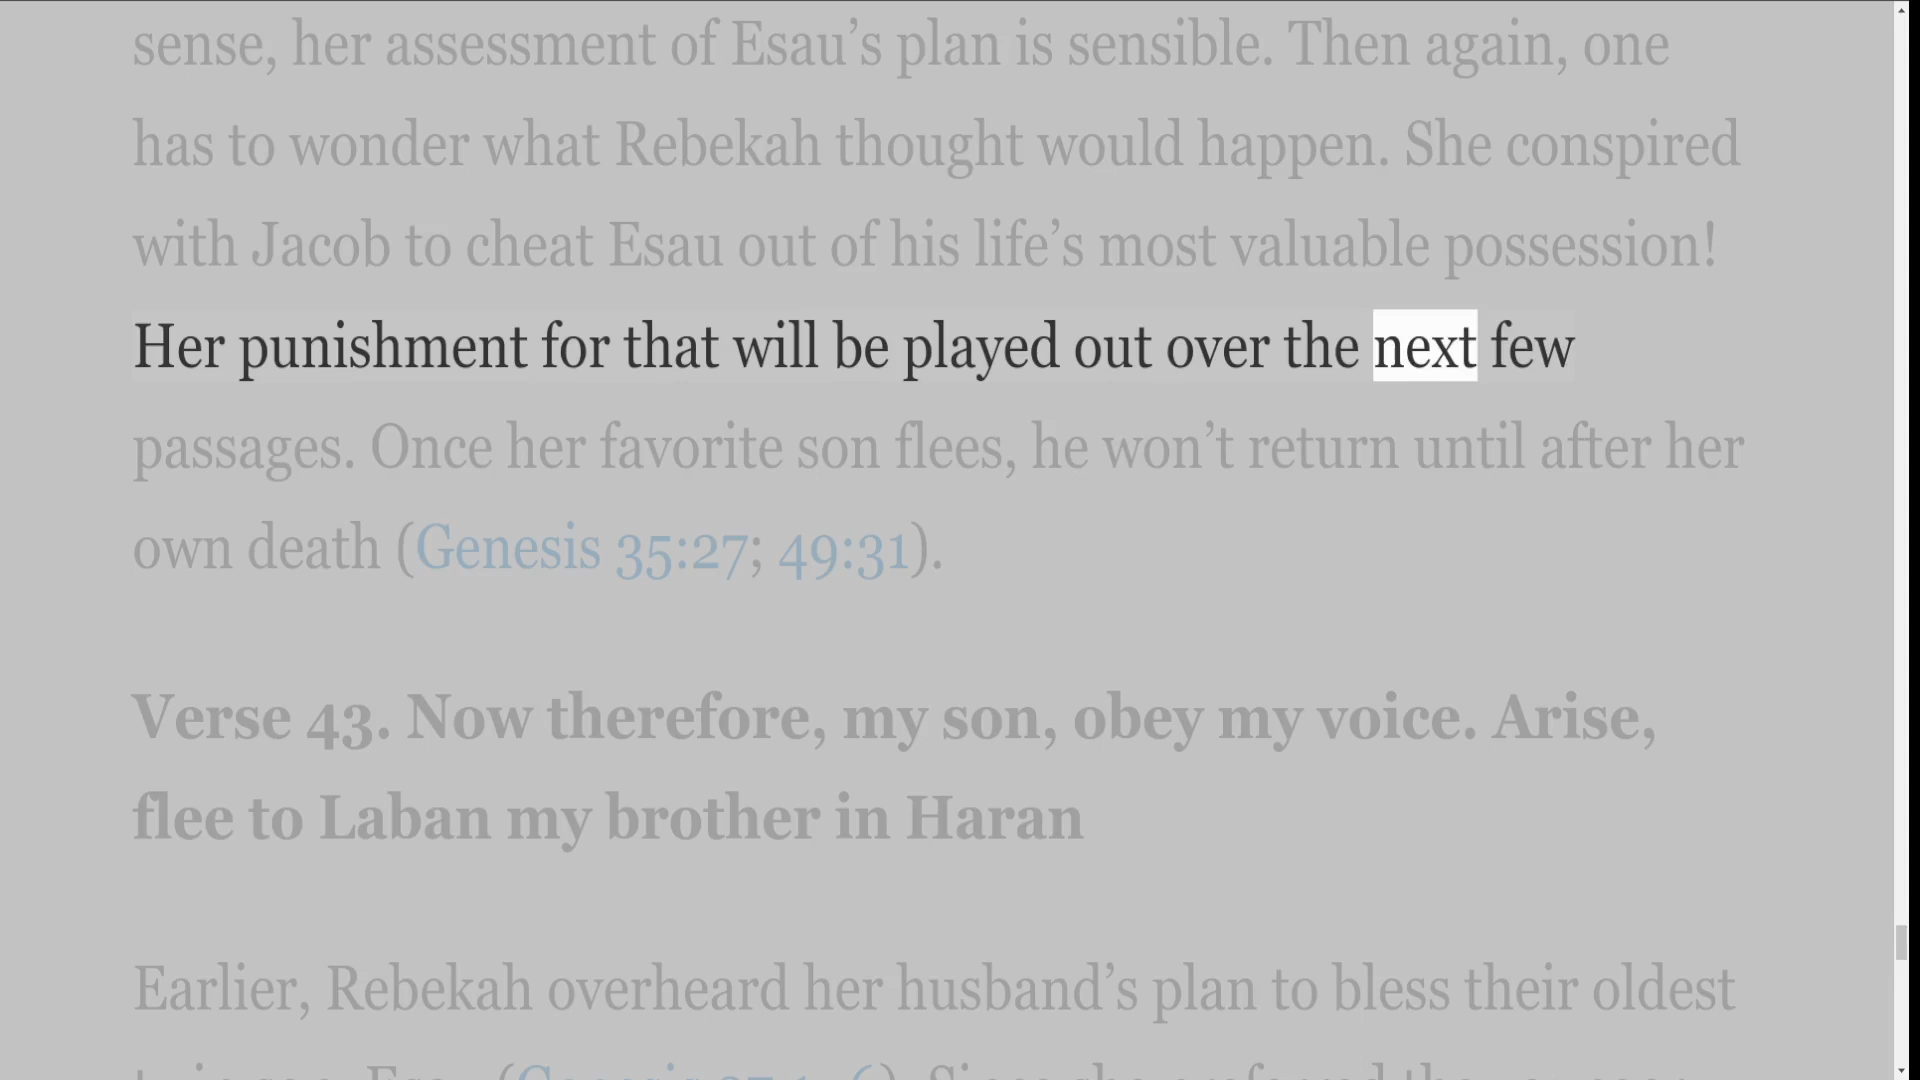 sense, her assessment of Esau’s plan is sensible. Then again, one
has to wonder what Rebekah thought would happen. She conspired
with Jacob to cheat Esau out of his life’s most valuable possession!
Her punishment for that will be played out over the next few
passages. Once her favorite son flees, he won’t return until after her
own death (Genesis 35:27; 49:31).
Verse 43. Now therefore, my son, obey my voice. Arise,
flee to Laban my brother in Haran
Earlier, Rebekah overheard her husband’s plan to bless their oldest